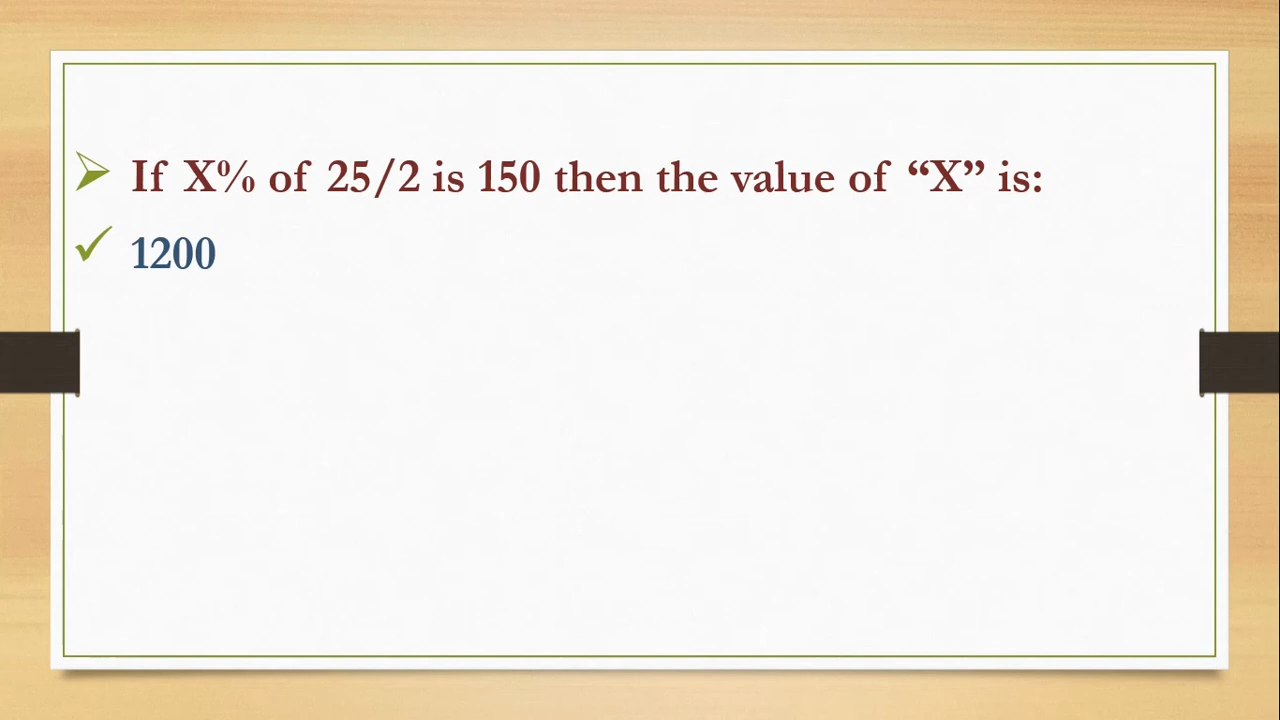 If X% of 25/2 is 150 then the value of “X” is:
1200